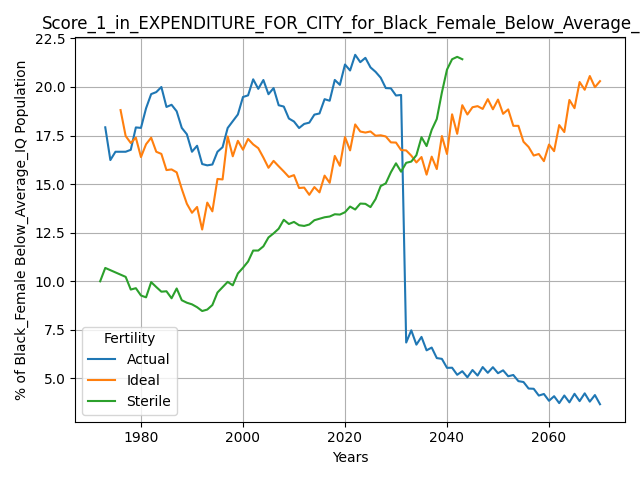 Score_1_in_EXPENDITURE_FOR_CITY_for_Black_Female_Below_Average_
% of Black_Female Below_Average_IQ Population
22.5
20.0
17.5
15.0
12.5
10.0
7.5
5.0
Fertility
Actual
Ideal
Sterile
1980 2000 2020 2040 2060
Years